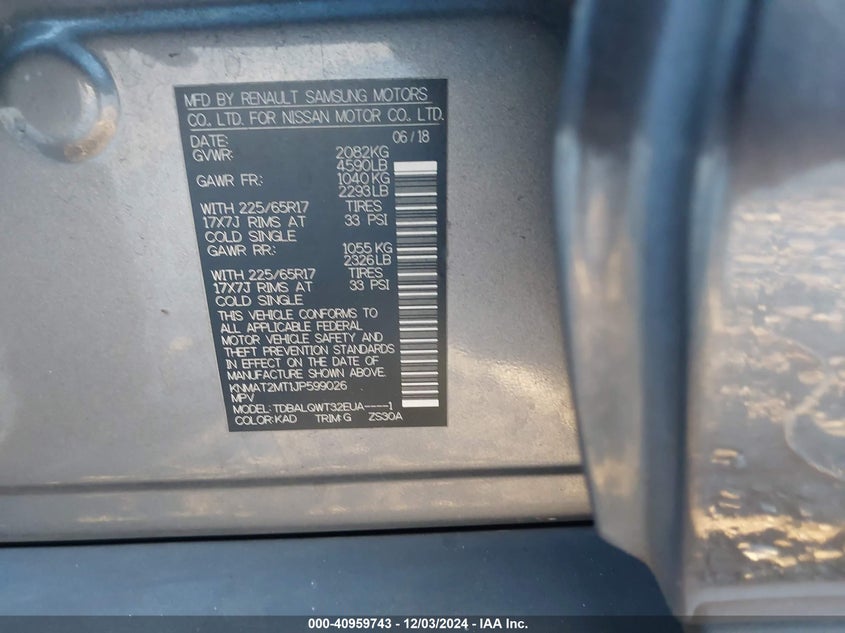 MFD BY RENAULT SAMSUNG MOTORS
CO., LTD. FOR NISSAN MOTOR CO., LTD.
DATE: 06/18
GVWR: 2082KG
4590LB
GAWR FR: 1040 KG
2293LB
WITH 225/65R17 TIRES
17X7J RIMS AT 33 PSI
COLD SINGLE
GAWR RR: 1055 KG
2326LB
WITH 225/65R17 TIRES
17X7J RIMS AT 33 PSI
COLD SINGLE
THIS VEHICLE CONFORMS TO
ALL APPLICABLE FEDERAL
MOTOR VEHICLE SAFETY AND
THEFT PREVENTION STANDARDS
IN EFFECT ON THE DATE OF
MANUFACTURE SHOWN ABOVE.
KNMAT2MT1JP599026
MPV
MODEL: TDBALQWT32EUA----1
COLOR:KAD TRIM:G ZS30A
000-40959743 - 12/03/2024 - IAA Inc.